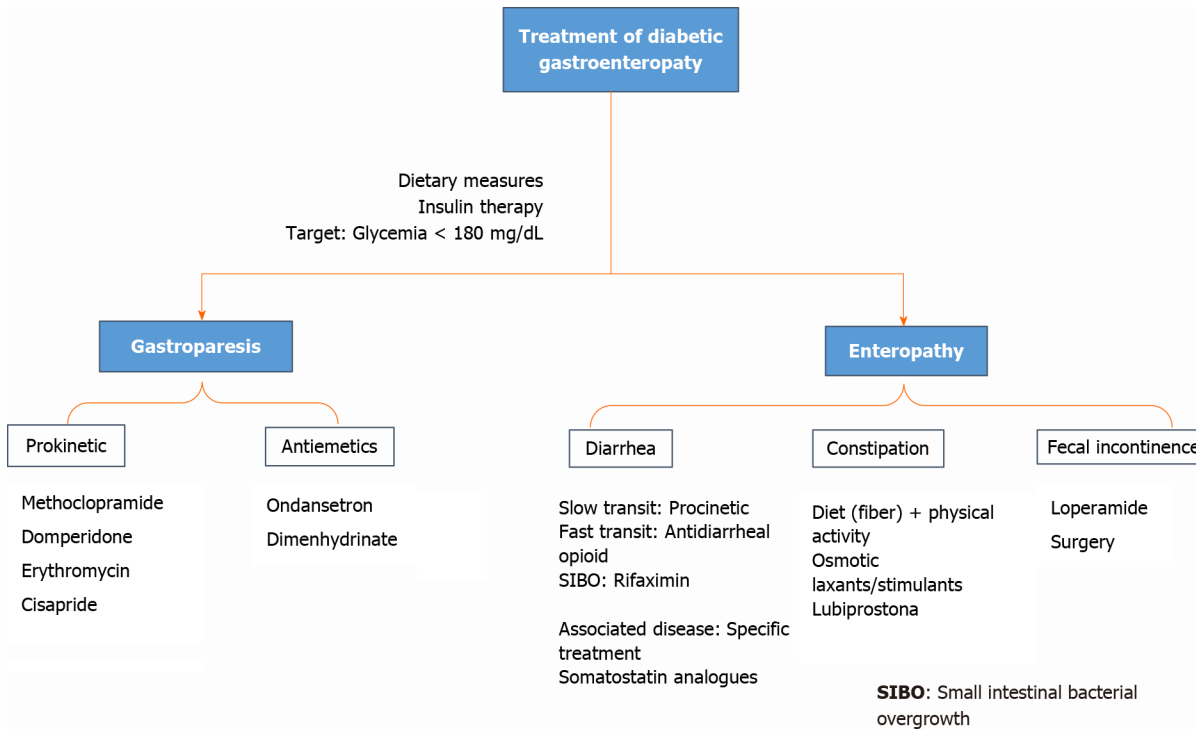 Treatment of diabetic
gastroenteropaty
Dietary measures
Insulin therapy
Target: Glycemia < 180 mg/dL
Gastroparesis
Enteropathy
Prokinetic
Antiemetics
Diarrhea
Constipation
Fecal incontinence
Methoclopramide
Domperidone
Erythromycin
Cisapride
Ondansetron
Dimenhydrinate
Slow transit: Procinetic
Fast transit: Antidiarrheal
opioid
SIBO: Rifaximin
Associated disease: Specific
treatment
Somatostatin analogues
Diet (fiber) + physical
activity
Osmotic
laxants/stimulants
Lubiprostona
Loperamide
Surgery
SIBO: Small intestinal bacterial
overgrowth